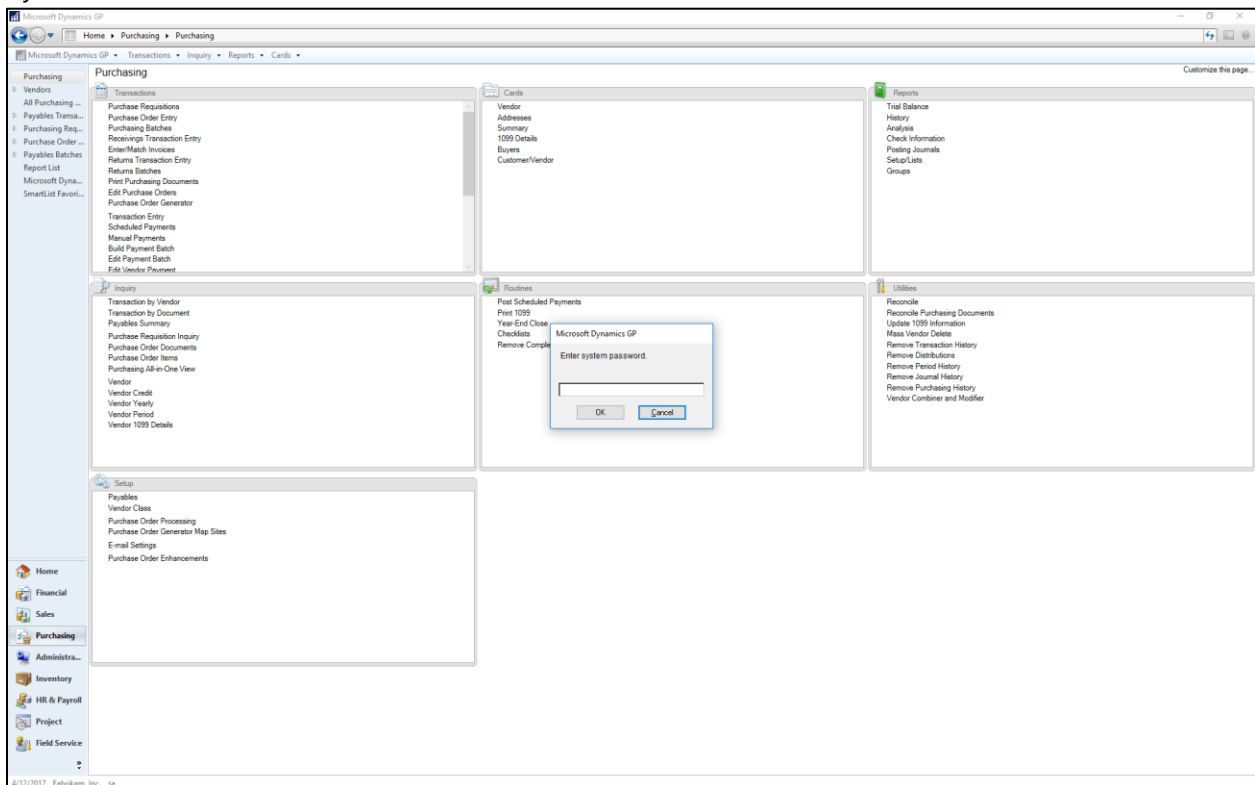 Microsoft Dynamics GP
Home Purchasing Purchasing
Microsoft Dynamics GP Transactions Inquiry Reports Cards
Purchasing
Vendors
All Purchasing ...
Payables Transa...
Purchasing Req...
Purchase Order ...
Payables Batches
Report List
Microsoft Dyna...
SmartList Favori...
Purchasing
Customize this page...
Transactions
Purchase Requisitions
Purchase Order Entry
Purchasing Batches
Receivings Transaction Entry
Enter/Match Invoices
Returns Transaction Entry
Returns Batches
Print Purchasing Documents
Edit Purchase Orders
Purchase Order Generator
Transaction Entry
Scheduled Payments
Manual Payments
Build Payment Batch
Edit Payment Batch
Edit Vendor Payment
Cards
Vendor
Addresses
Summary
1099 Details
Buyers
Customer/Vendor
Reports
Trial Balance
History
Analysis
Check Information
Posting Journals
Setup/Lists
Groups
Inquiry
Transaction by Vendor
Transaction by Document
Payables Summary
Purchase Requisition Inquiry
Purchase Order Documents
Purchase Order Items
Purchasing All-in-One View
Vendor
Vendor Credit
Vendor Yearly
Vendor Period
Vendor 1099 Details
Routines
Post Scheduled Payments
Print 1099
Year-End Close
Checklists
Remove Comple
Microsoft Dynamics GP
Enter system password.
OK Cancel
Utilities
Reconcile
Reconcile Purchasing Documents
Update 1099 Information
Mass Vendor Delete
Remove Transaction History
Remove Distributions
Remove Period History
Remove Journal History
Remove Purchasing History
Vendor Combiner and Modifier
Setup
Payables
Vendor Class
Purchase Order Processing
Purchase Order Generator Map Sites
E-mail Settings
Purchase Order Enhancements
Home
Financial
Sales
Purchasing
Administra...
Inventory
HR & Payroll
Project
Field Service
4/12/2017 Fabrikam, Inc. sa